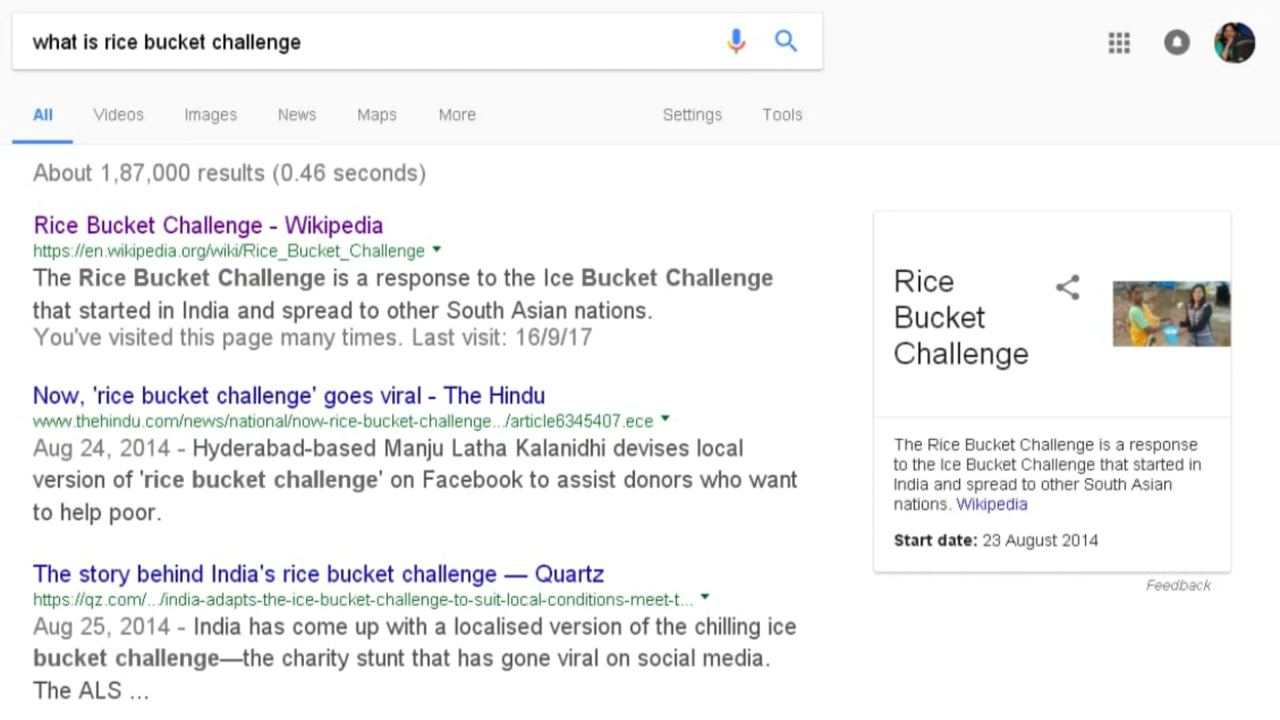 what is rice bucket challenge
All Videos Images News Maps More Settings Tools
About 1,87,000 results (0.46 seconds)
Rice Bucket Challenge - Wikipedia
https://en.wikipedia.org/wiki/Rice_Bucket_Challenge
The Rice Bucket Challenge is a response to the Ice Bucket Challenge
that started in India and spread to other South Asian nations.
You've visited this page many times. Last visit: 16/9/17
Now, 'rice bucket challenge' goes viral - The Hindu
www.thehindu.com/news/national/now-rice-bucket-challenge.../article6345407.ece
Aug 24, 2014 - Hyderabad-based Manju Latha Kalanidhi devises local
version of 'rice bucket challenge' on Facebook to assist donors who want
to help poor.
The story behind India's rice bucket challenge — Quartz
https://qz.com/.../india-adapts-the-ice-bucket-challenge-to-suit-local-conditions-meet-t...
Aug 25, 2014 - India has come up with a localised version of the chilling ice
bucket challenge—the charity stunt that has gone viral on social media.
The ALS ...
Rice
Bucket
Challenge
The Rice Bucket Challenge is a response
to the Ice Bucket Challenge that started in
India and spread to other South Asian
nations. Wikipedia
Start date: 23 August 2014
Feedback